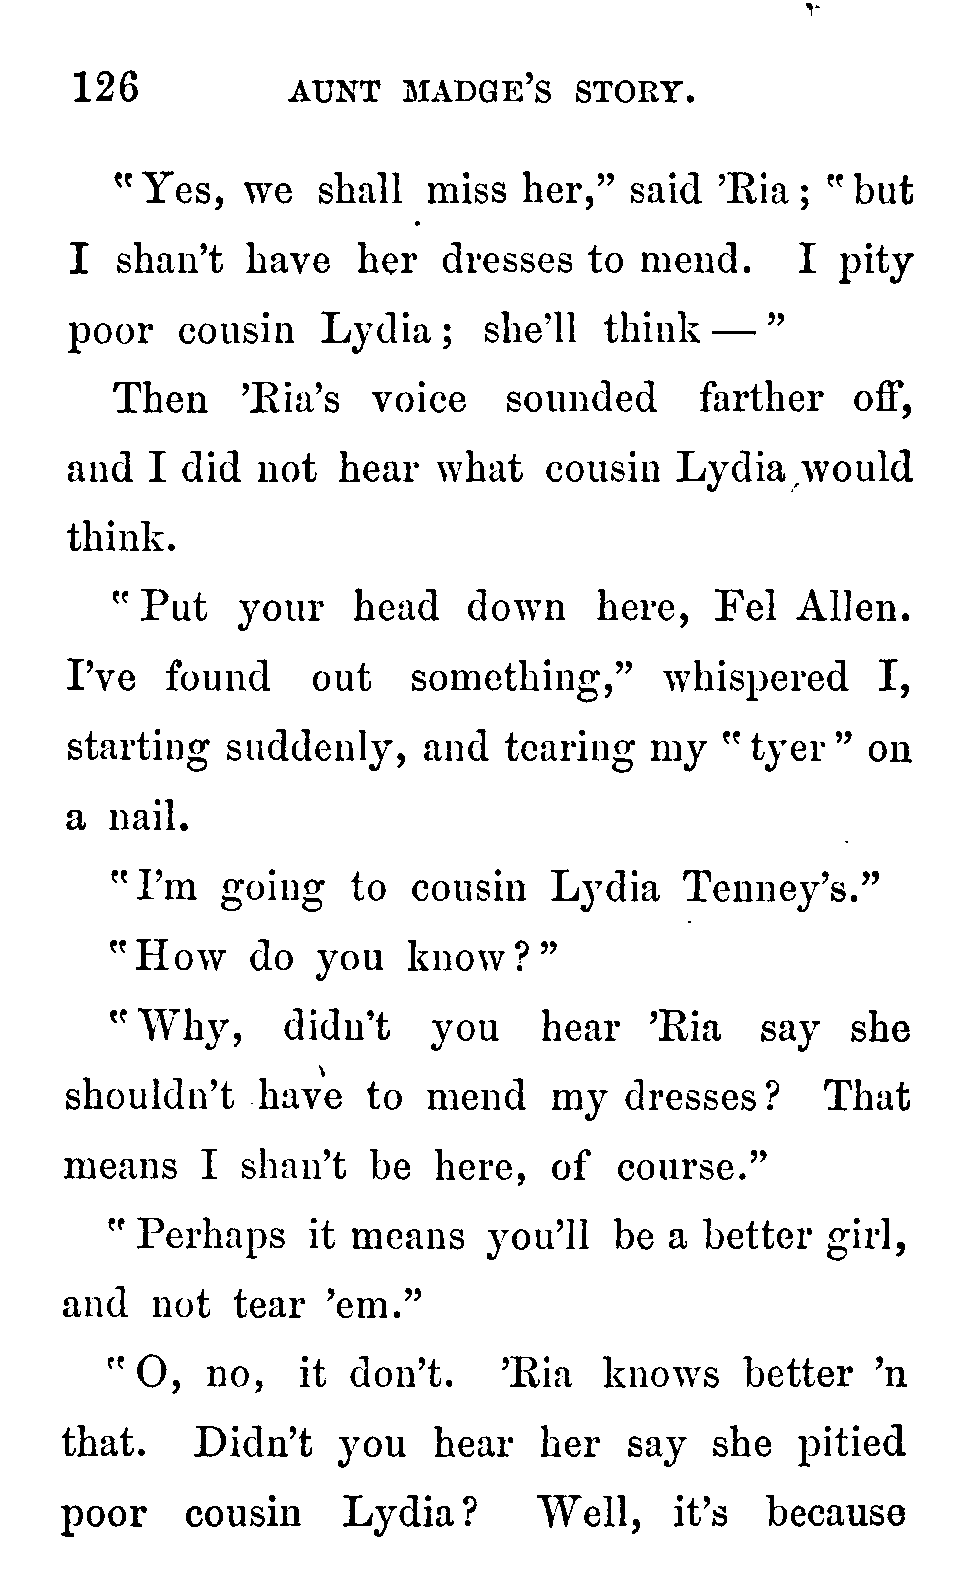 126 AUNT MADGE'S STORY.
"Yes, we shall miss her," said 'Ria; "but
I shan't have her dresses to mend. I pity
poor cousin Lydia; she'll think — "
Then 'Ria's voice sounded farther off,
and I did not hear what cousin Lydia would
think.
"Put your head down here, Fel Allen.
I've found out something," whispered I,
starting suddenly, and tearing my "tyer" on
a nail.
"I'm going to cousin Lydia Tenney's."
"How do you know?"
"Why, didn't you hear 'Ria say she
shouldn't have to mend my dresses? That
means I shan't be here, of course."
"Perhaps it means you'll be a better girl,
and not tear 'em."
"O, no, it don't. 'Ria knows better 'n
that. Didn't you hear her say she pitied
poor cousin Lydia? Well, it's because